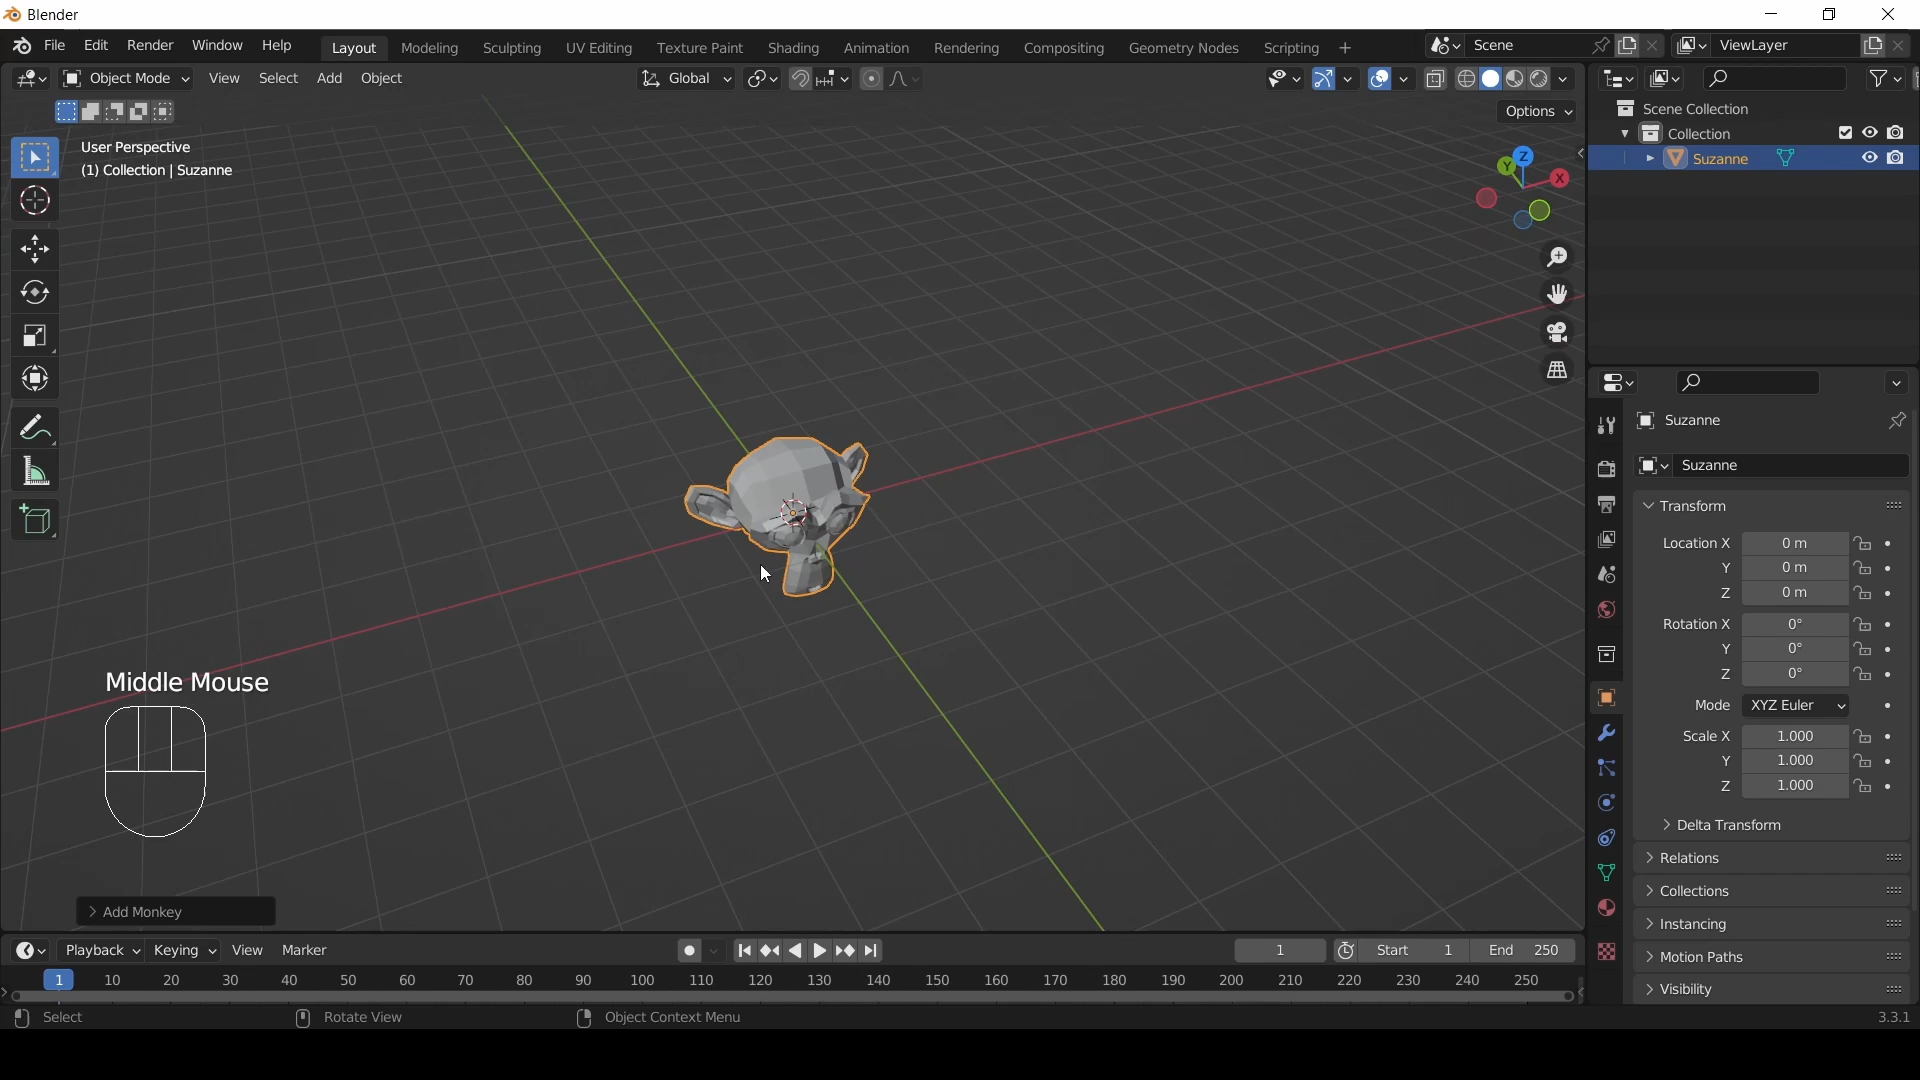 Blender
File Edit Render Window Help Layout Modeling Sculpting UV Editing Texture Paint Shading Animation Rendering Compositing Geometry Nodes Scripting + Scene ViewLayer
Object Mode View Select Add Object Global
Options
User Perspective
(1) Collection | Suzanne
Z
Y
X
Middle Mouse
Add Monkey
Scene Collection
Collection
Suzanne
Suzanne
Suzanne
Transform
Location X 0 m
Y 0 m
Z 0 m
Rotation X 0°
Y 0°
Z 0°
Mode XYZ Euler
Scale X 1.000
Y 1.000
Z 1.000
Delta Transform
Relations
Collections
Instancing
Motion Paths
Visibility
Playback Keying View Marker 1 Start 1 End 250
1 10 20 30 40 50 60 70 80 90 100 110 120 130 140 150 160 170 180 190 200 210 220 230 240 250
Select Rotate View Object Context Menu 3.3.1